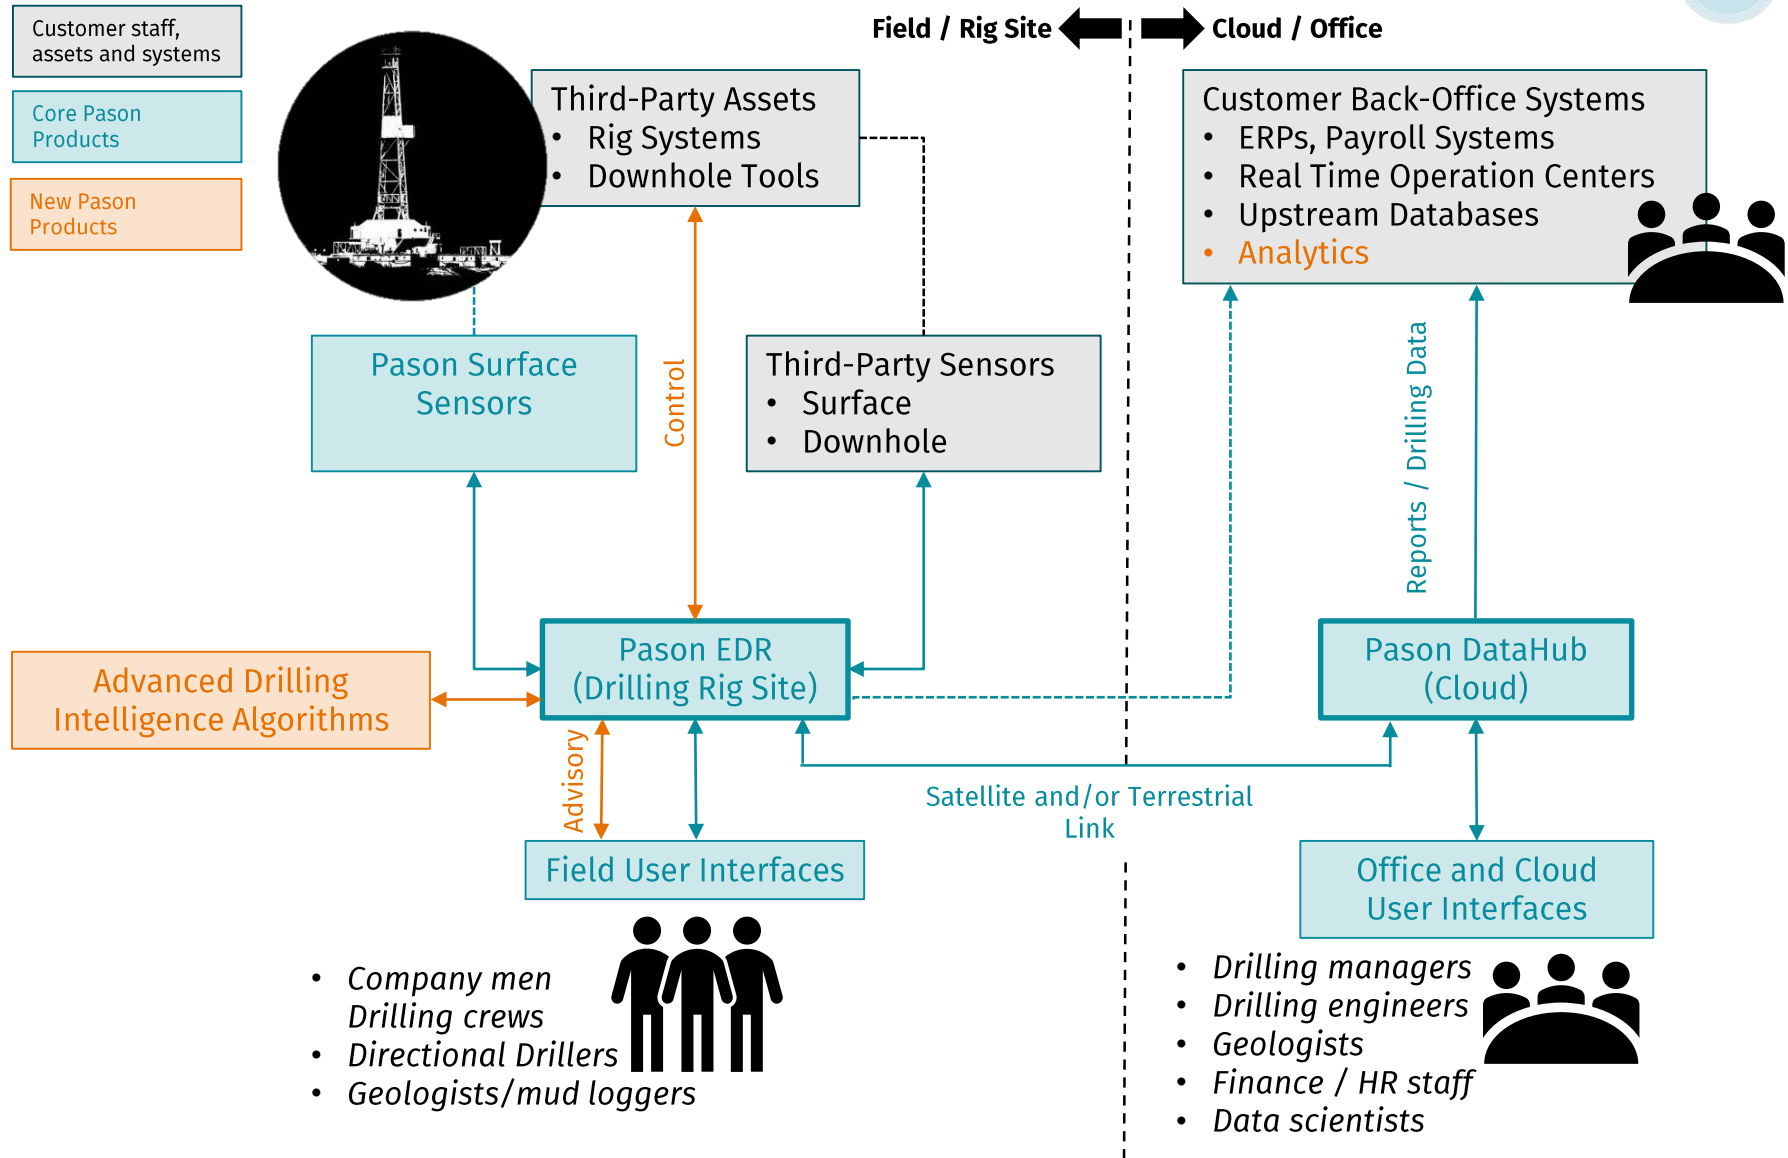 Customer staff,
assets and systems
Core Pason
Products
New Pason
Products
Field / Rig Site
Cloud / Office
Third-Party Assets
• Rig Systems
• Downhole Tools
Customer Back-Office Systems
• ERPs, Payroll Systems
• Real Time Operation Centers
• Upstream Databases
• Analytics
Pason Surface
Sensors
Control
Third-Party Sensors
• Surface
• Downhole
Reports / Drilling Data
Advanced Drilling
Intelligence Algorithms
Pason EDR
(Drilling Rig Site)
Pason DataHub
(Cloud)
Advisory
Satellite and/or Terrestrial
Link
Field User Interfaces
Office and Cloud
User Interfaces
• Company men
Drilling crews
• Directional Drillers
• Geologists/mud loggers
• Drilling managers
• Drilling engineers
• Geologists
• Finance / HR staff
• Data scientists